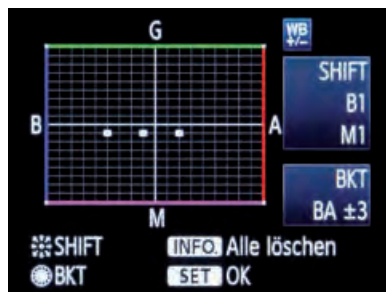 G
WB
+/-
SHIFT
B1
M1
B
A
BKT
BA ±3
M
SHIFT
INFO. Alle löschen
BKT
SET OK